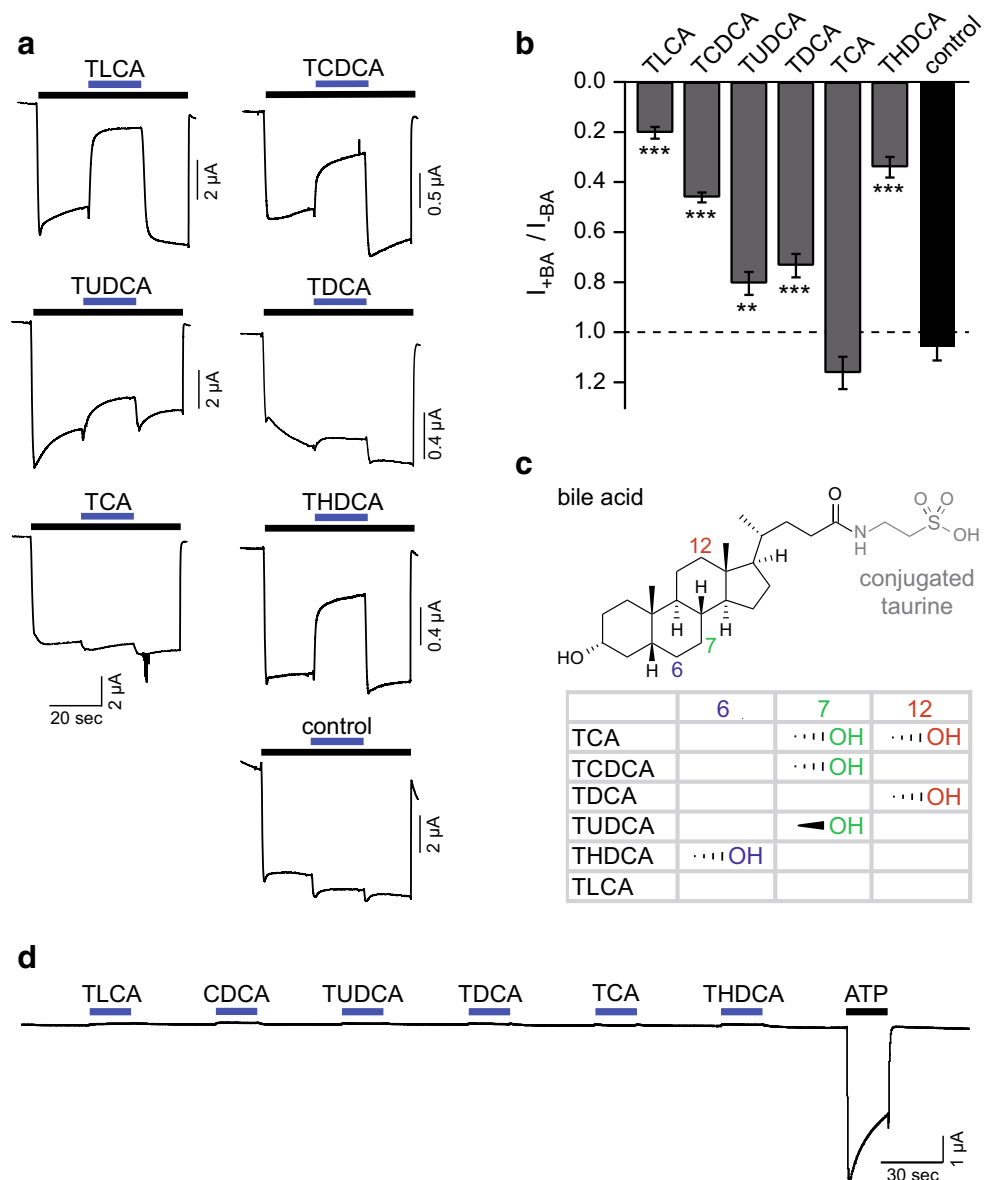 a
TLCA
2 µA
TCDCA
0.5 µA
TUDCA
2 µA
TDCA
0.4 µA
TCA
20 sec
2 µA
THDCA
0.4 µA
control
2 µA
b
TLCA
TCDCA
TUDCA
TDCA
TCA
THDCA
control
I+BA / I-BA
0.0
0.2
0.4
0.6
0.8
1.0
1.2
***
***
**
***
***
c
bile acid
O
O O
S
OH
N
H
12
H
H
H
H
H
HO
7
6
conjugated
taurine
6 7 12
TCA OH OH
TCDCA OH
TDCA OH
TUDCA OH
THDCA OH
TLCA
d
TLCA CDCA TUDCA TDCA TCA THDCA ATP
1 µA
30 sec